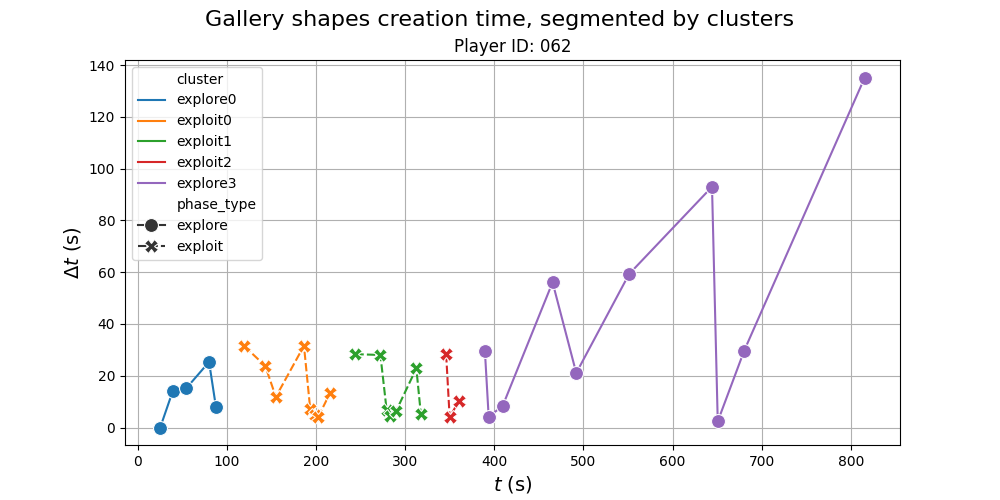 Gallery shapes creation time, segmented by clusters
Player ID: 062
140
120
100
80
60
40
20
0
Δt (s)
cluster
explore0
exploit0
exploit1
exploit2
explore3
phase_type
explore
exploit
0 100 200 300 400 500 600 700 800
t (s)